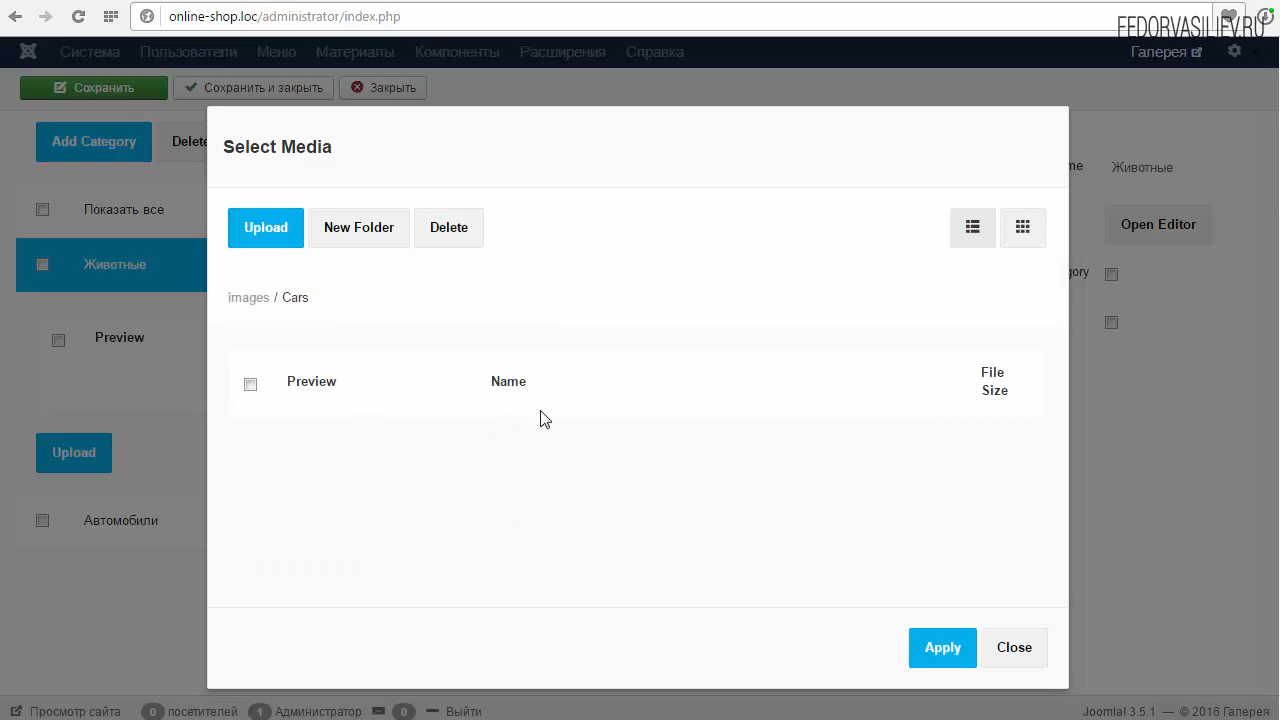 online-shop.loc/administrator/index.php
FEDORVASILIEV.RU
Система Пользователи Меню Материалы Компоненты Расширения Справка Галерея
Сохранить Сохранить и закрыть Закрыть
Add Category Delete
Select Media
me Животные
Показать все
Upload New Folder Delete
Open Editor
Животные
gory
images / Cars
Preview
Preview Name File Size
Upload
Автомобили
Apply Close
Просмотр сайта 0 посетителей 1 Администратор 0 Выйти Joomla! 3.5.1 — © 2016 Галерея